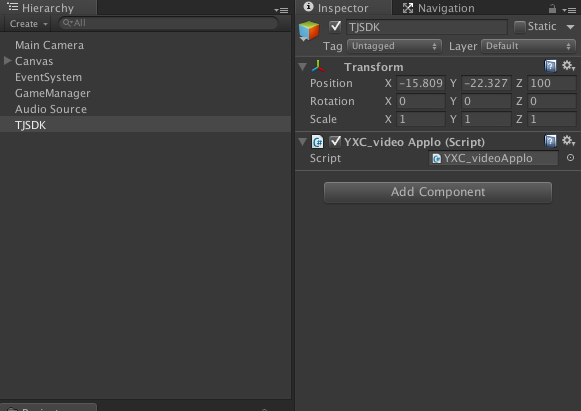 Hierarchy
Create
All
Main Camera
Canvas
EventSystem
GameManager
Audio Source
TJSDK
Inspector
Navigation
TJSDK
Static
Tag Untagged Layer Default
Transform
Position X -15.809 Y -22.327 Z 100
Rotation X 0 Y 0 Z 0
Scale X 1 Y 1 Z 1
YXC_video Applo (Script)
Script YXC_videoApplo
Add Component